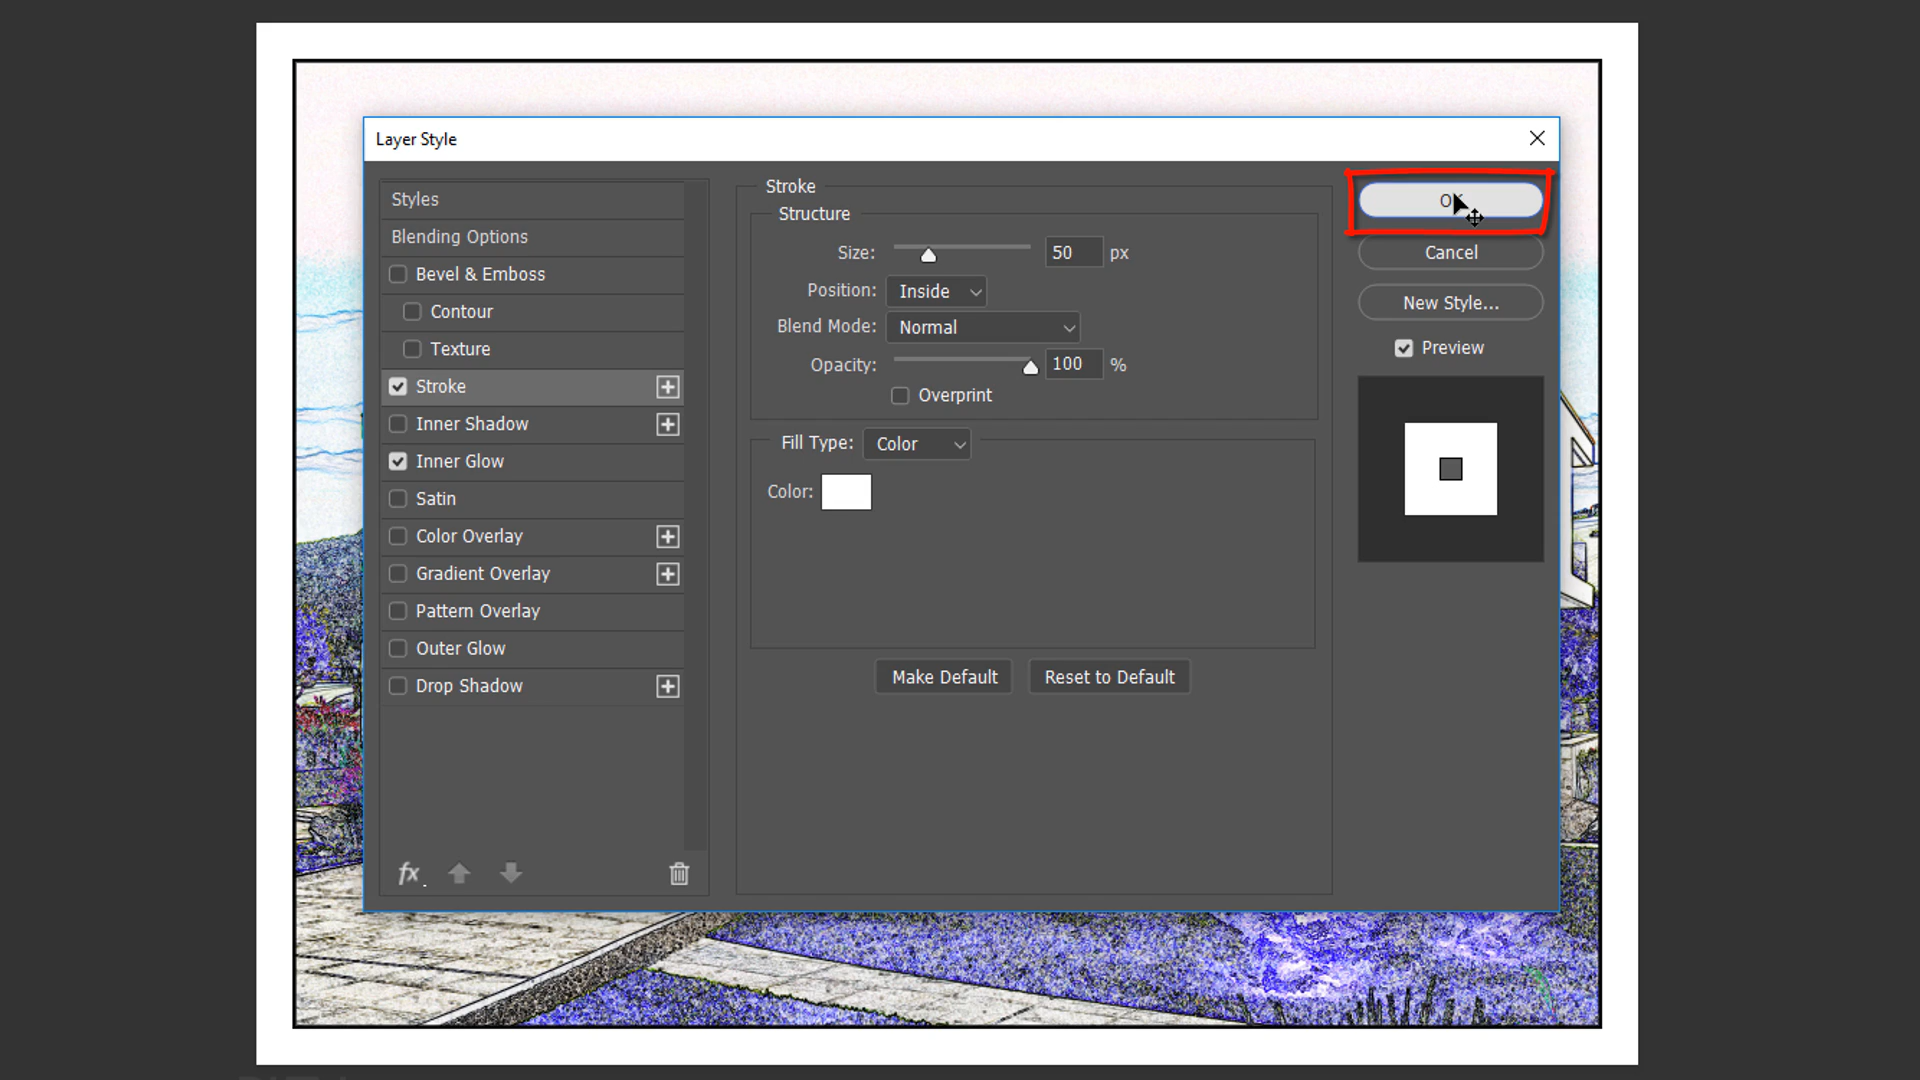 Layer Style
Styles
Blending Options
Bevel & Emboss
Contour
Texture
Stroke
Inner Shadow
Inner Glow
Satin
Color Overlay
Gradient Overlay
Pattern Overlay
Outer Glow
Drop Shadow
fx.
Stroke
Structure
Size: 50 px
Position: Inside
Blend Mode: Normal
Opacity: 100 %
Overprint
Fill Type: Color
Color:
Make Default Reset to Default
OK
Cancel
New Style...
Preview